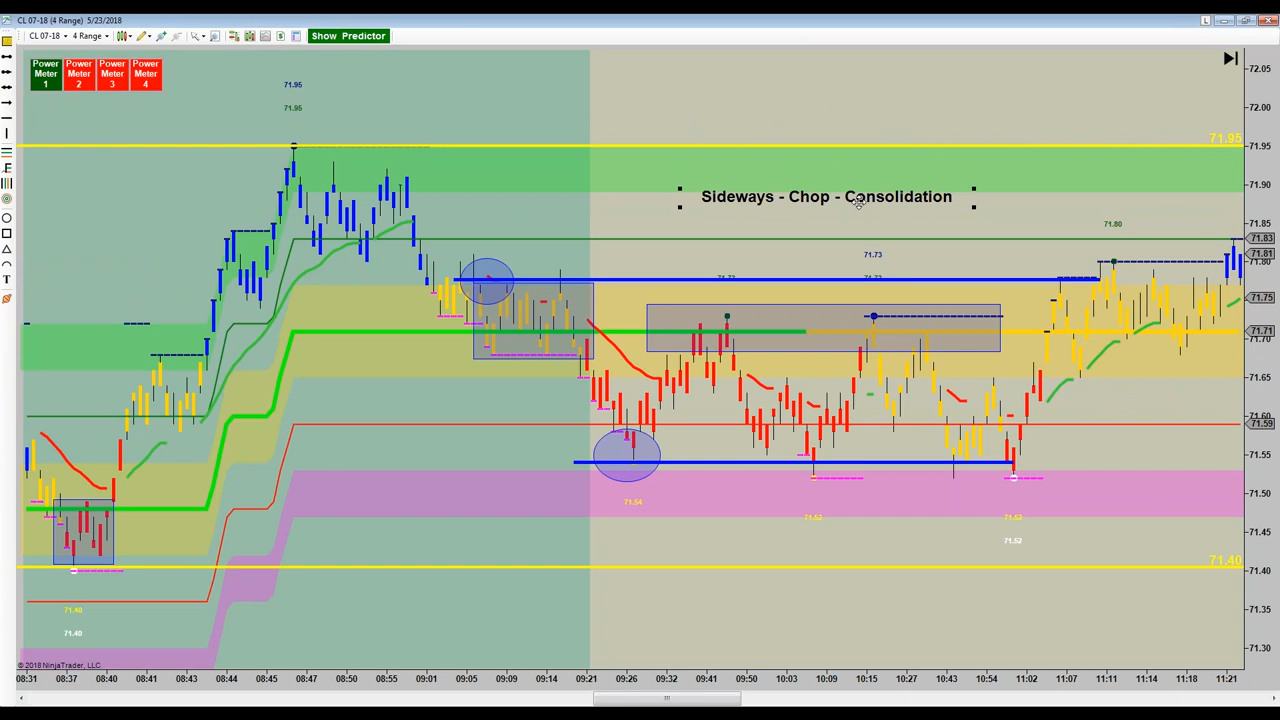 CL 07-18 (4 Range) 5/23/2018
L
CL 07-18 4 Range $ Show Predictor
Power Meter 1
Power Meter 2
Power Meter 3
Power Meter 4
T
71.95
71.95
71.95
Sideways - Chop - Consolidation
71.80
71.73
71.54
71.52
71.52
71.52
71.40
71.40
71.40
72.05
72.00
71.95
71.90
71.85
71.83
71.81
71.80
71.75
71.71
71.70
71.65
71.60
71.59
71.55
71.50
71.45
71.40
71.35
71.30
© 2018 NinjaTrader, LLC
08:31 08:37 08:40 08:41 08:44 08:45 08:47 08:50 08:54 09:01 09:05 09:09 09:14 09:21 09:26 09:32 09:41 09:50 09:54 10:03 10:09 10:15 10:27 10:43 10:54 11:02 11:07 11:11 11:14 11:18 11:21